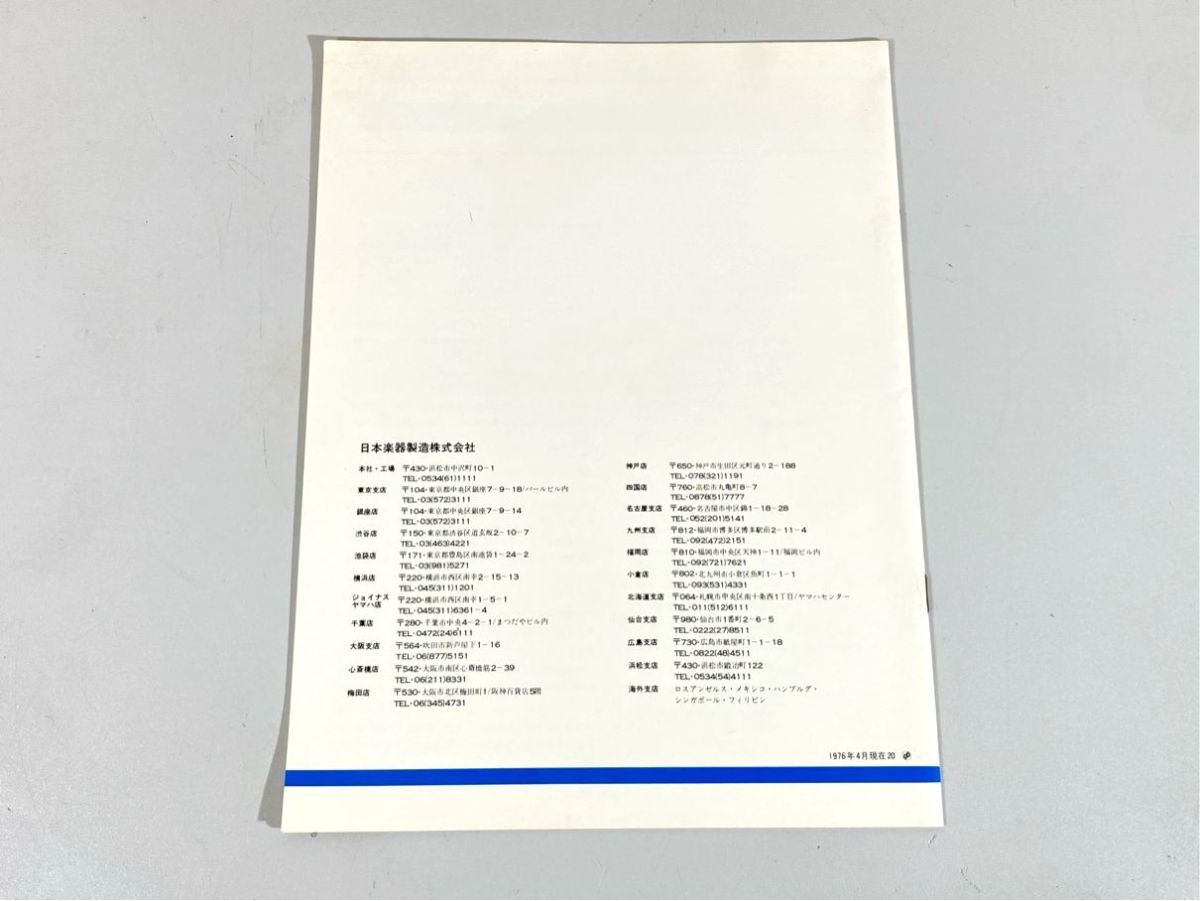 日本楽器製造株式会社
本社・工場 〒430・浜松市中沢町10-1
TEL・0534(61)1111
東京支店 〒104・東京都中央区銀座7-9-18/パールビル内
TEL・03(572)3111
銀座店 〒104・東京都中央区銀座7-9-14
TEL・03(572)3111
渋谷店 〒150・東京都渋谷区道玄坂2-10-7
TEL・03(463)4221
池袋店 〒171・東京都豊島区南池袋1-24-2
TEL・03(981)5271
横浜店 〒220・横浜市西区南幸2-15-13
TEL・045(311)1201
ジョイナス
ヤマハ店 〒220・横浜市西区南幸1-5-1
TEL・045(311)6361-4
千葉店 〒280・千葉市中央4-2-1/まつだやビル内
TEL・0472(24)6111
大阪支店 〒564・吹田市新芦屋下1-16
TEL・06(877)5151
心斎橋店 〒542・大阪市南区心斎橋筋2-39
TEL・06(211)8331
梅田店 〒530・大阪市北区梅田町1/阪神百貨店5階
TEL・06(345)4731
神戸店 〒650・神戸市生田区元町通り2-188
TEL・078(321)1191
四国店 〒760・高松市丸亀町8-7
TEL・0878(51)7777
名古屋支店 〒460・名古屋市中区錦1-18-28
TEL・052(201)5141
九州支店 〒812・福岡市博多区博多駅前2-11-4
TEL・092(472)2151
福岡店 〒810・福岡市中央区天神1-11/福岡ビル内
TEL・092(721)7621
小倉店 〒802・北九州市小倉区魚町1-1-1
TEL・093(531)4331
北海道支店 〒064・札幌市中央区南十条西1丁目/ヤマハセンター
TEL・011(512)6111
仙台支店 〒980・仙台市1番町2-6-5
TEL・0222(27)8511
広島支店 〒730・広島市紙屋町1-1-18
TEL・0822(48)4511
浜松支店 〒430・浜松市鍛冶町122
TEL・0534(54)4111
海外支店 ロスアンゼルス・メキシコ・ハンブルグ・
シンガポール・フィリピン
1976年4月現在20